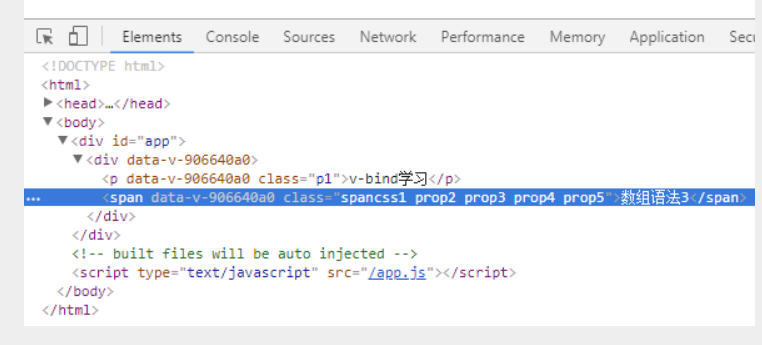 Elements Console Sources Network Performance Memory Application Secu
<!DOCTYPE html>
<html>
<head>…</head>
<body>
<div id="app">
<div data-v-906640a0>
<p data-v-906640a0 class="p1">v-bind学习</p>
<span data-v-906640a0 class="spancss1 prop2 prop3 prop4 prop5">数组语法3</span>
</div>
</div>
<!-- built files will be auto injected -->
<script type="text/javascript" src="/app.js"></script>
</body>
</html>